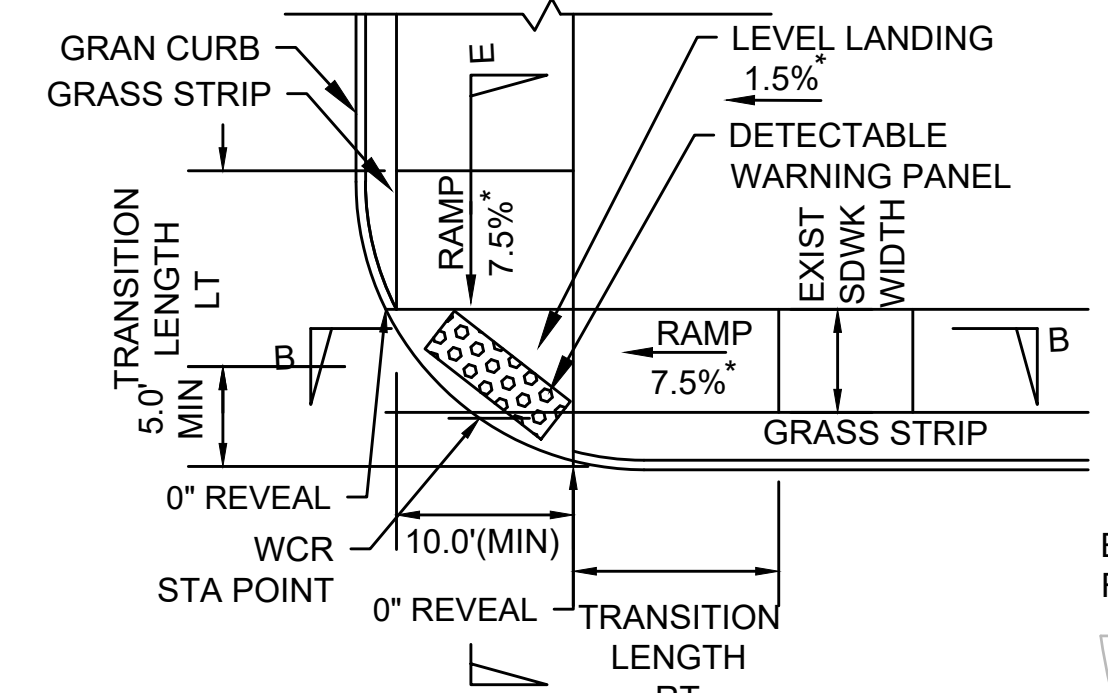 GRAN CURB
GRASS STRIP
E
LEVEL LANDING
1.5%*
DETECTABLE
WARNING PANEL
TRANSITION
LENGTH
LT
RAMP
7.5%*
EXIST
SDWK
WIDTH
B
RAMP
7.5%*
B
5.0'
MIN
GRASS STRIP
0" REVEAL
10.0'(MIN)
WCR
STA POINT
0" REVEAL
TRANSITION
LENGTH
RT